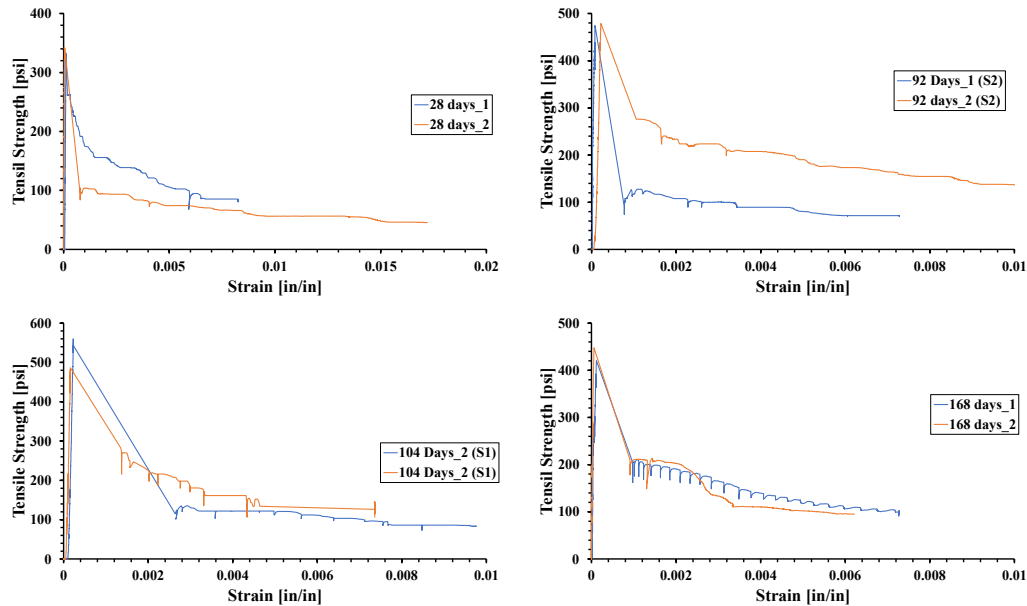 400
300
200
100
0
Tensil Strength [psi]
28 days_1
28 days_2
0
0.005
0.01
0.015
0.02
Strain [in/in]
500
400
300
200
100
0
Tensile Strength [psi]
92 Days_1 (S2)
92 days_2 (S2)
0
0.002
0.004
0.006
0.008
0.01
Strain [in/in]
600
500
400
300
200
100
0
Tensile Strength [psi]
104 Days_2 (S1)
104 Days_2 (S1)
0
0.002
0.004
0.006
0.008
0.01
Strain [in/in]
500
400
300
200
100
0
Tensil Strength [psi]
168 days_1
168 days_2
0
0.002
0.004
0.006
0.008
0.01
Strain [in/in]